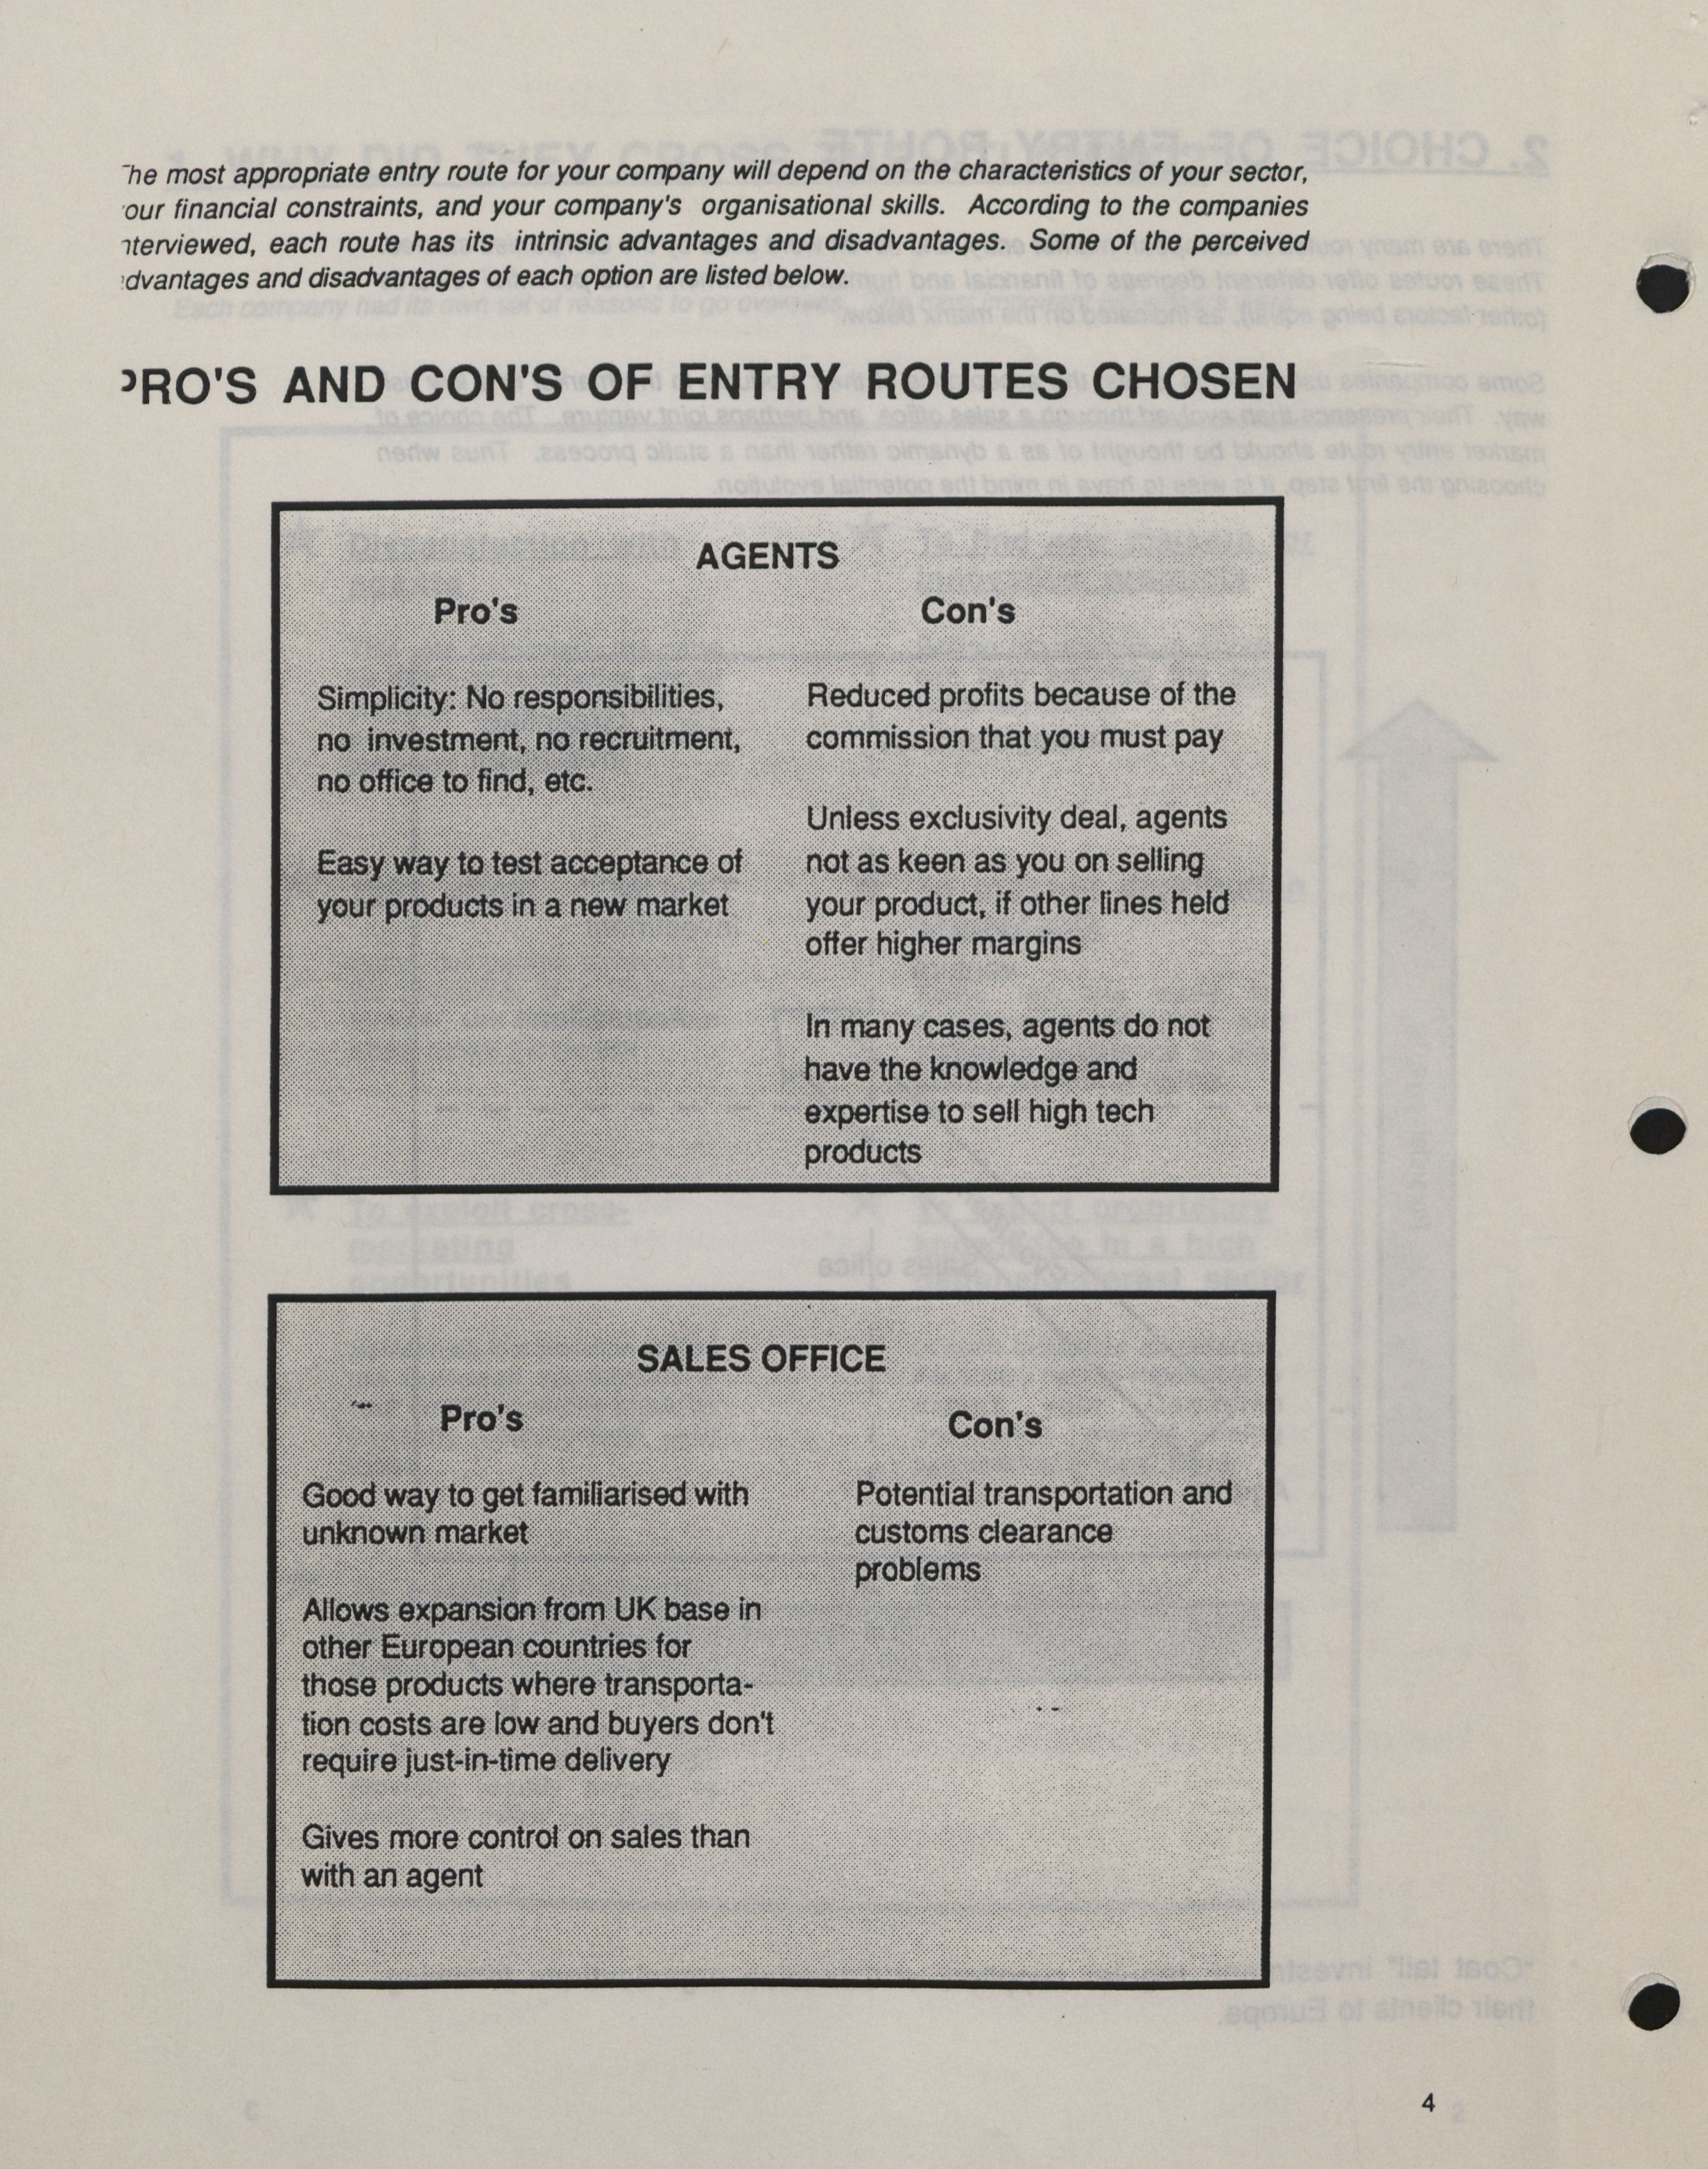 The most appropriate entry route for your company will depend on the characteristics of your sector,
your financial constraints, and your company's organisational skills. According to the companies
interviewed, each route has its intrinsic advantages and disadvantages. Some of the perceived
advantages and disadvantages of each option are listed below.
PRO'S AND CON'S OF ENTRY ROUTES CHOSEN
AGENTS
Pro's
Simplicity: No responsibilities,
no investment, no recruitment,
no office to find, etc.
Easy way to test acceptance of
your products in a new market
Con's
Reduced profits because of the
commission that you must pay
Unless exclusivity deal, agents
not as keen as you on selling
your product, if other lines held
offer higher margins
In many cases, agents do not
have the knowledge and
expertise to sell high tech
products
SALES OFFICE
Pro's
Good way to get familiarised with
unknown market
Allows expansion from UK base in
other European countries for
those products where transporta-
tion costs are low and buyers don't
require just-in-time delivery
Gives more control on sales than
with an agent
Con's
Potential transportation and
customs clearance
problems
4